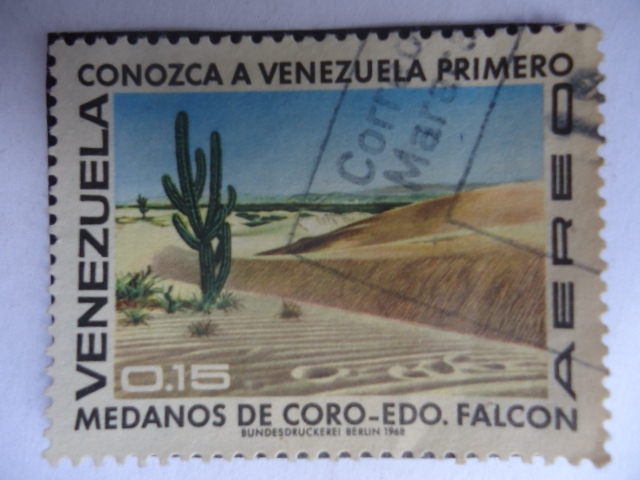 CONOZCA A VENEZUELA PRIMERO
VENEZUELA
AEREO
0.15
MEDANOS DE CORO-EDO. FALCON
BUNDESDRUCKEREI BERLIN 1968